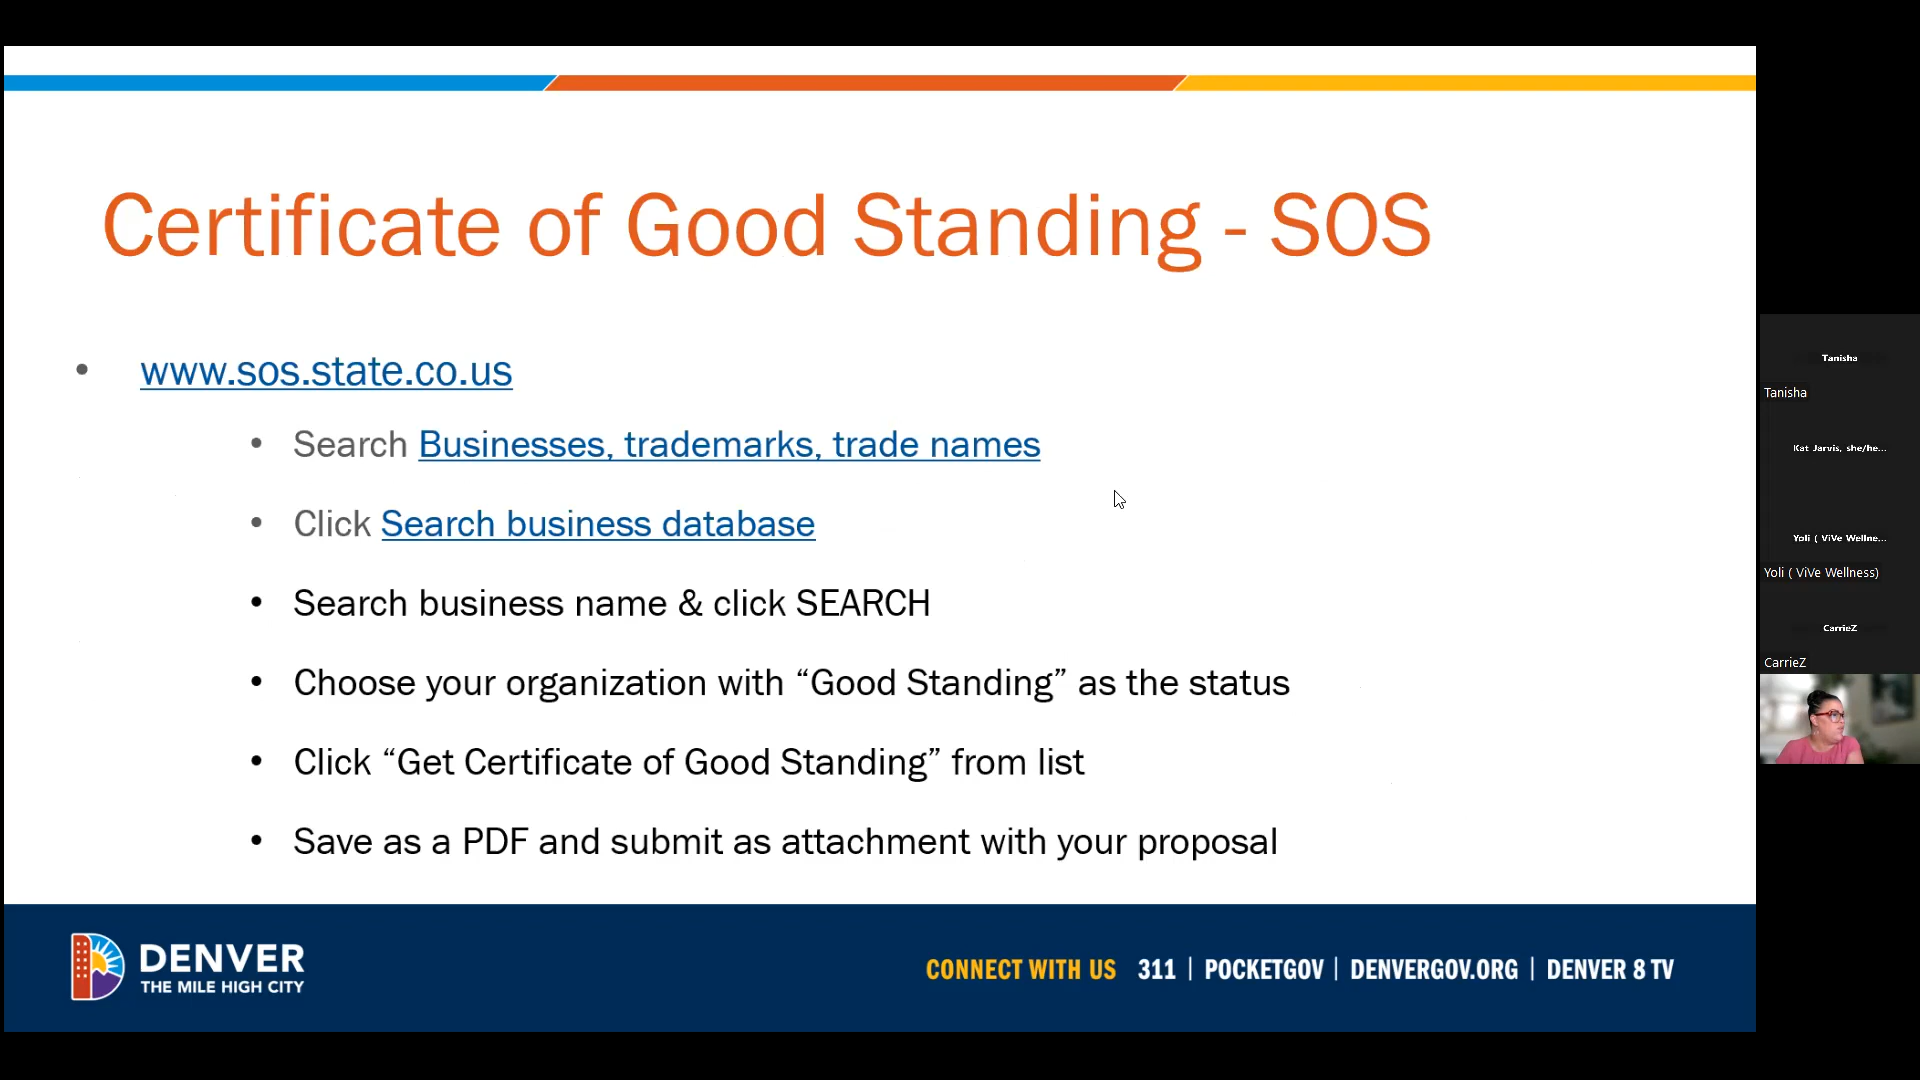 Certificate of Good Standing - SOS
• www.sos.state.co.us
• Search Businesses, trademarks, trade names
• Click Search business database
• Search business name & click SEARCH
• Choose your organization with “Good Standing” as the status
• Click “Get Certificate of Good Standing” from list
• Save as a PDF and submit as attachment with your proposal
DENVER
THE MILE HIGH CITY
CONNECT WITH US 311 | POCKETGOV | DENVERGOV.ORG | DENVER 8 TV
Tanisha
Tanisha
Kat Jarvis, she/he...
Yoli ( ViVe Wellne...
Yoli ( ViVe Wellness)
CarrieZ
CarrieZ